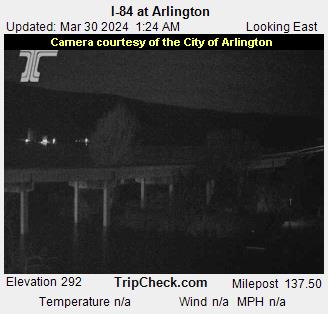 I-84 at Arlington
Updated: Mar 30 2024 1:24 AM Looking East
Camera courtesy of the City of Arlington
Elevation 292 TripCheck.com Milepost 137.50
Temperature n/a Wind n/a MPH n/a